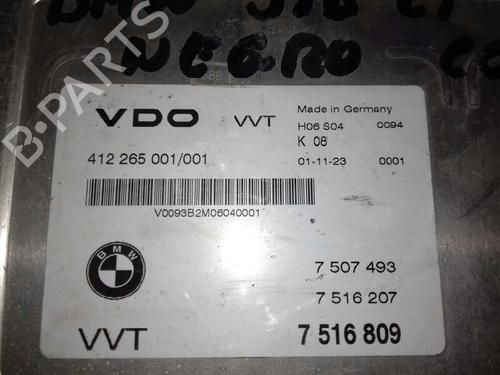 NEGRO
VDO VVT
Made in Germany
H06 S04 0094
K 08
412 265 001/001
01-11-23 0001
V0093B2M06040001
BMW
7 507 493
7 516 207
VVT
7 516 809
B-PARTS